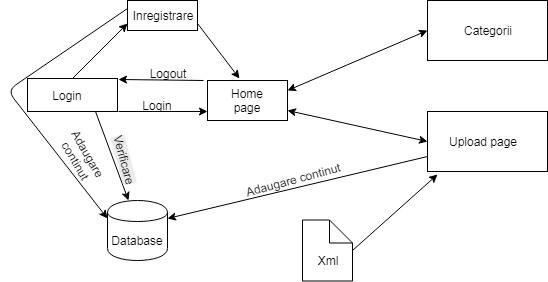 Inregistrare
Categorii
Logout
Login
Login
Home
page
Adaugare
continut
Verificare
Upload page
Adaugare continut
Database
Xml